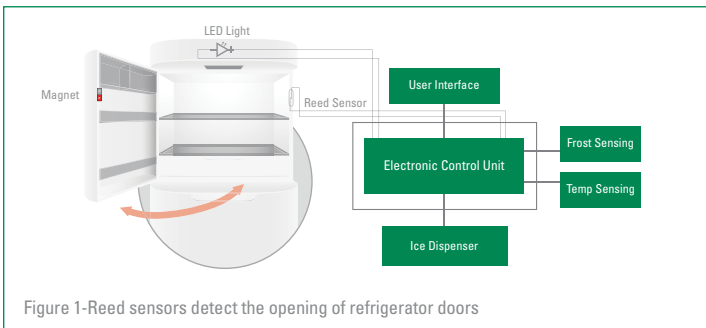 LED Light
Magnet
Reed Sensor
User Interface
Electronic Control Unit
Frost Sensing
Temp Sensing
Ice Dispenser
Figure 1-Reed sensors detect the opening of refrigerator doors